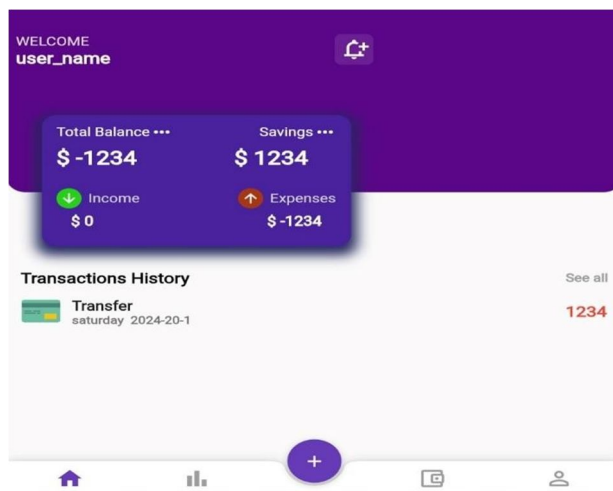 WELCOME
user_name
Total Balance •••
Savings •••
$ -1234
$ 1234
Income
Expenses
$ 0
$ -1234
Transactions History
See all
Transfer
1234
saturday 2024-20-1
+